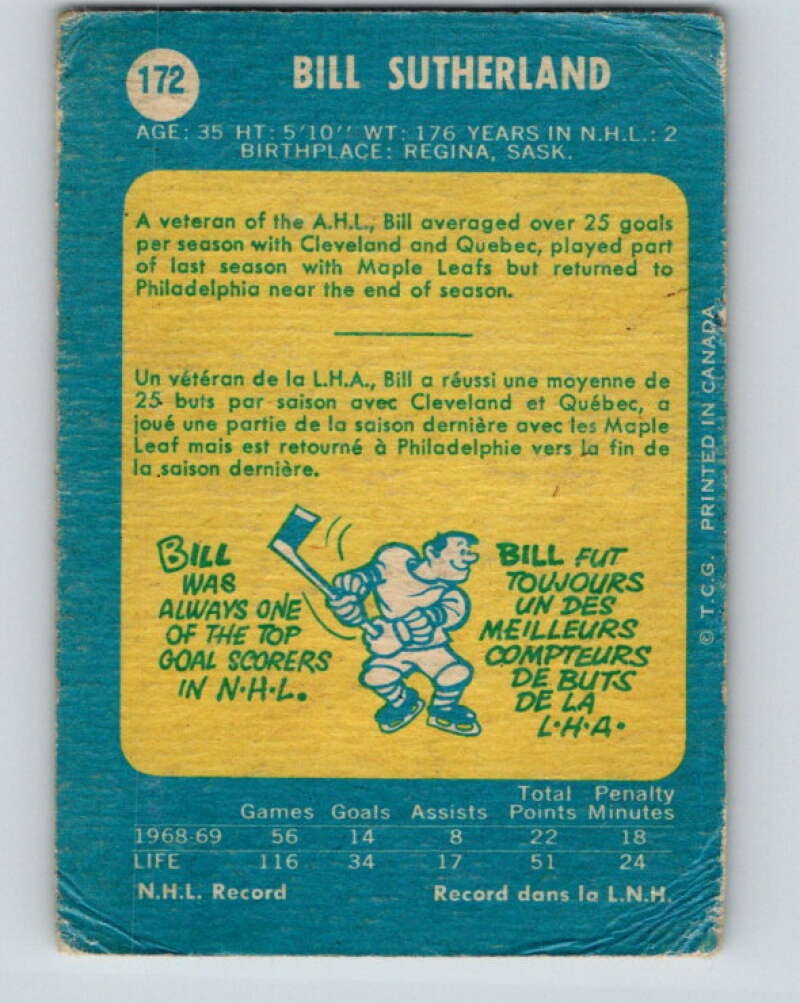 172
BILL SUTHERLAND
AGE: 35 HT: 5'10'' WT: 176 YEARS IN N.H.L.: 2
BIRTHPLACE: REGINA, SASK.
A veteran of the A.H.L., Bill averaged over 25 goals
per season with Cleveland and Quebec, played part
of last season with Maple Leafs but returned to
Philadelphia near the end of season.
Un vétéran de la L.H.A., Bill a réussi une moyenne de
25 buts par saison avec Cleveland et Québec, a
joué une partie de la saison dernière avec les Maple
Leaf mais est retourné à Philadelphie vers la fin de
la saison dernière.
BILL
WAS
ALWAYS ONE
OF THE TOP
GOAL SCORERS
IN N·H·L.
BILL FUT
TOUJOURS
UN DES
MEILLEURS
COMPTEURS
DE BUTS
DE LA
L·H·A·
© T.C.G. PRINTED IN CANADA
Total Penalty
Games Goals Assists Points Minutes
1968-69 56 14 8 22 18
LIFE 116 34 17 51 24
N.H.L. Record Record dans la L.N.H.